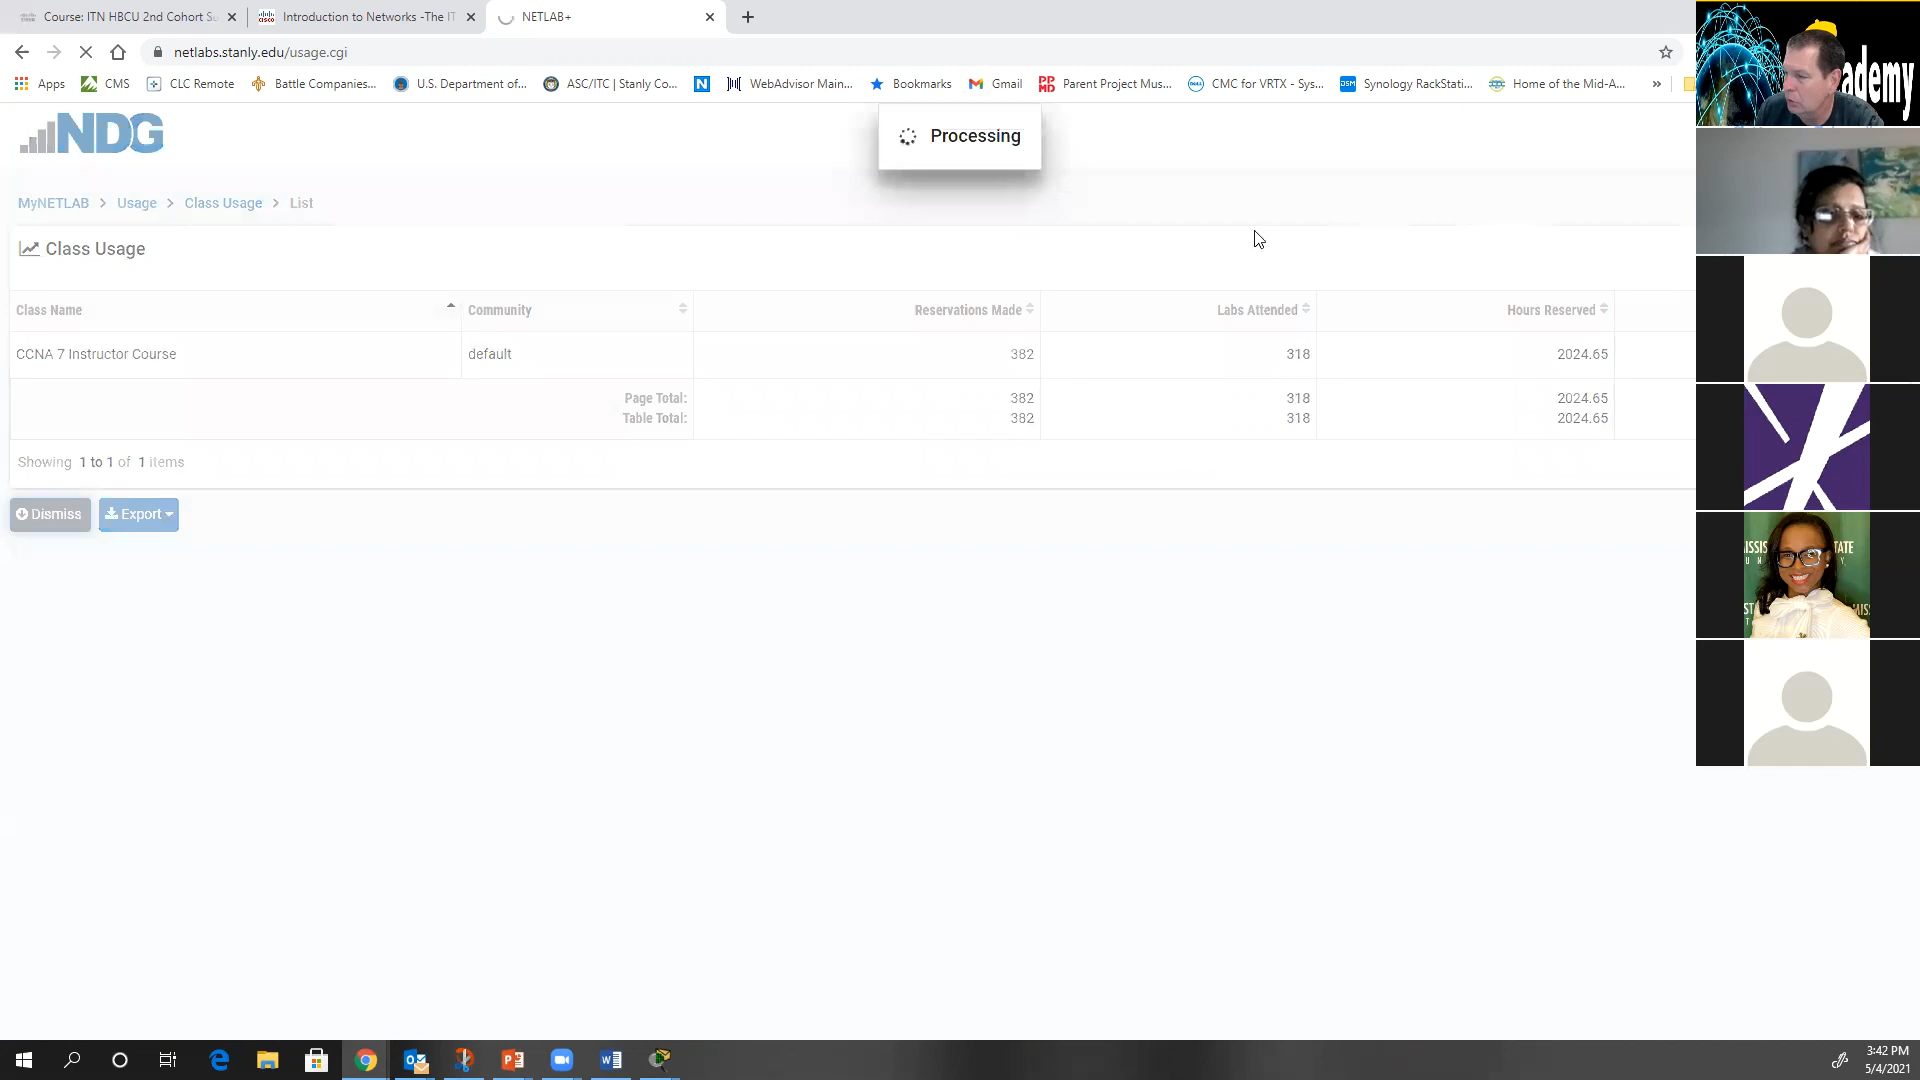 Course: ITN HBCU 2nd Cohort Su
Introduction to Networks -The IT
NETLAB+
netlabs.stanly.edu/usage.cgi
Apps
CMS
CLC Remote
Battle Companies...
U.S. Department of...
ASC/ITC | Stanly Co...
WebAdvisor Main...
Bookmarks
Gmail
Parent Project Mus...
CMC for VRTX - Sys...
Synology RackStati...
Home of the Mid-A...
»
NDG
Processing
MyNETLAB > Usage > Class Usage > List
Class Usage
Class Name Community Reservations Made Labs Attended Hours Reserved
CCNA 7 Instructor Course default 382 318 2024.65
Page Total: 382 318 2024.65
Table Total: 382 318 2024.65
Showing 1 to 1 of 1 items
Dismiss
Export
ademy
3:42 PM
5/4/2021